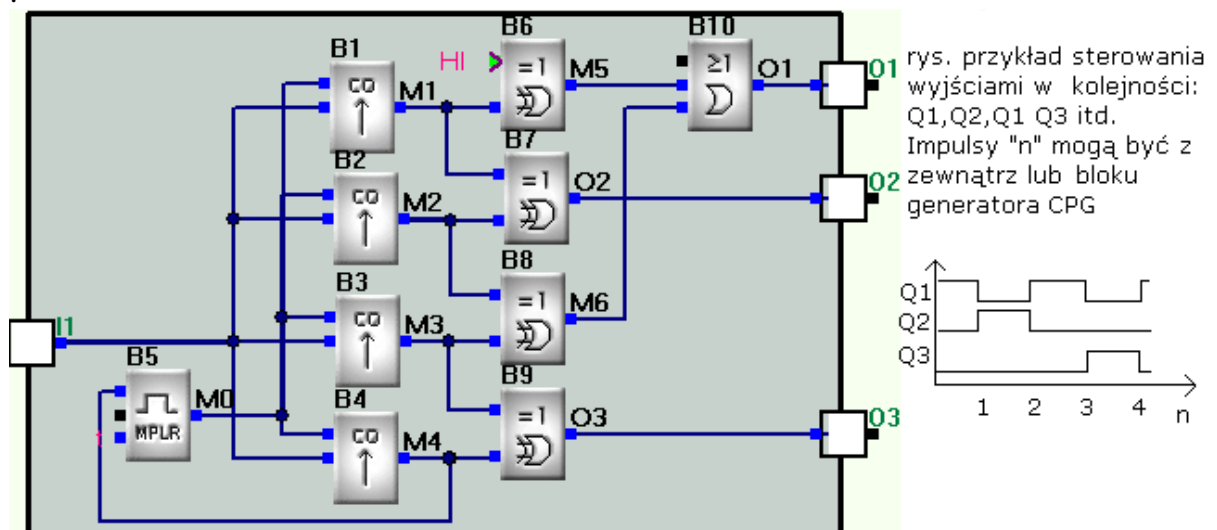 B1
CO
M1
B6
HI
=1
M5
B10
≥1
O1
O1
rys. przykład sterowania
wyjściami w kolejności:
Q1,Q2,Q1 Q3 itd.
Impulsy "n" mogą być z
zewnątrz lub bloku
generatora CPG
B2
CO
M2
B7
=1
O2
O2
B3
CO
M3
B8
=1
M6
I1
B5
MPLR
M0
B4
CO
M4
B9
=1
O3
O3
Q1
Q2
Q3
1 2 3 4 n